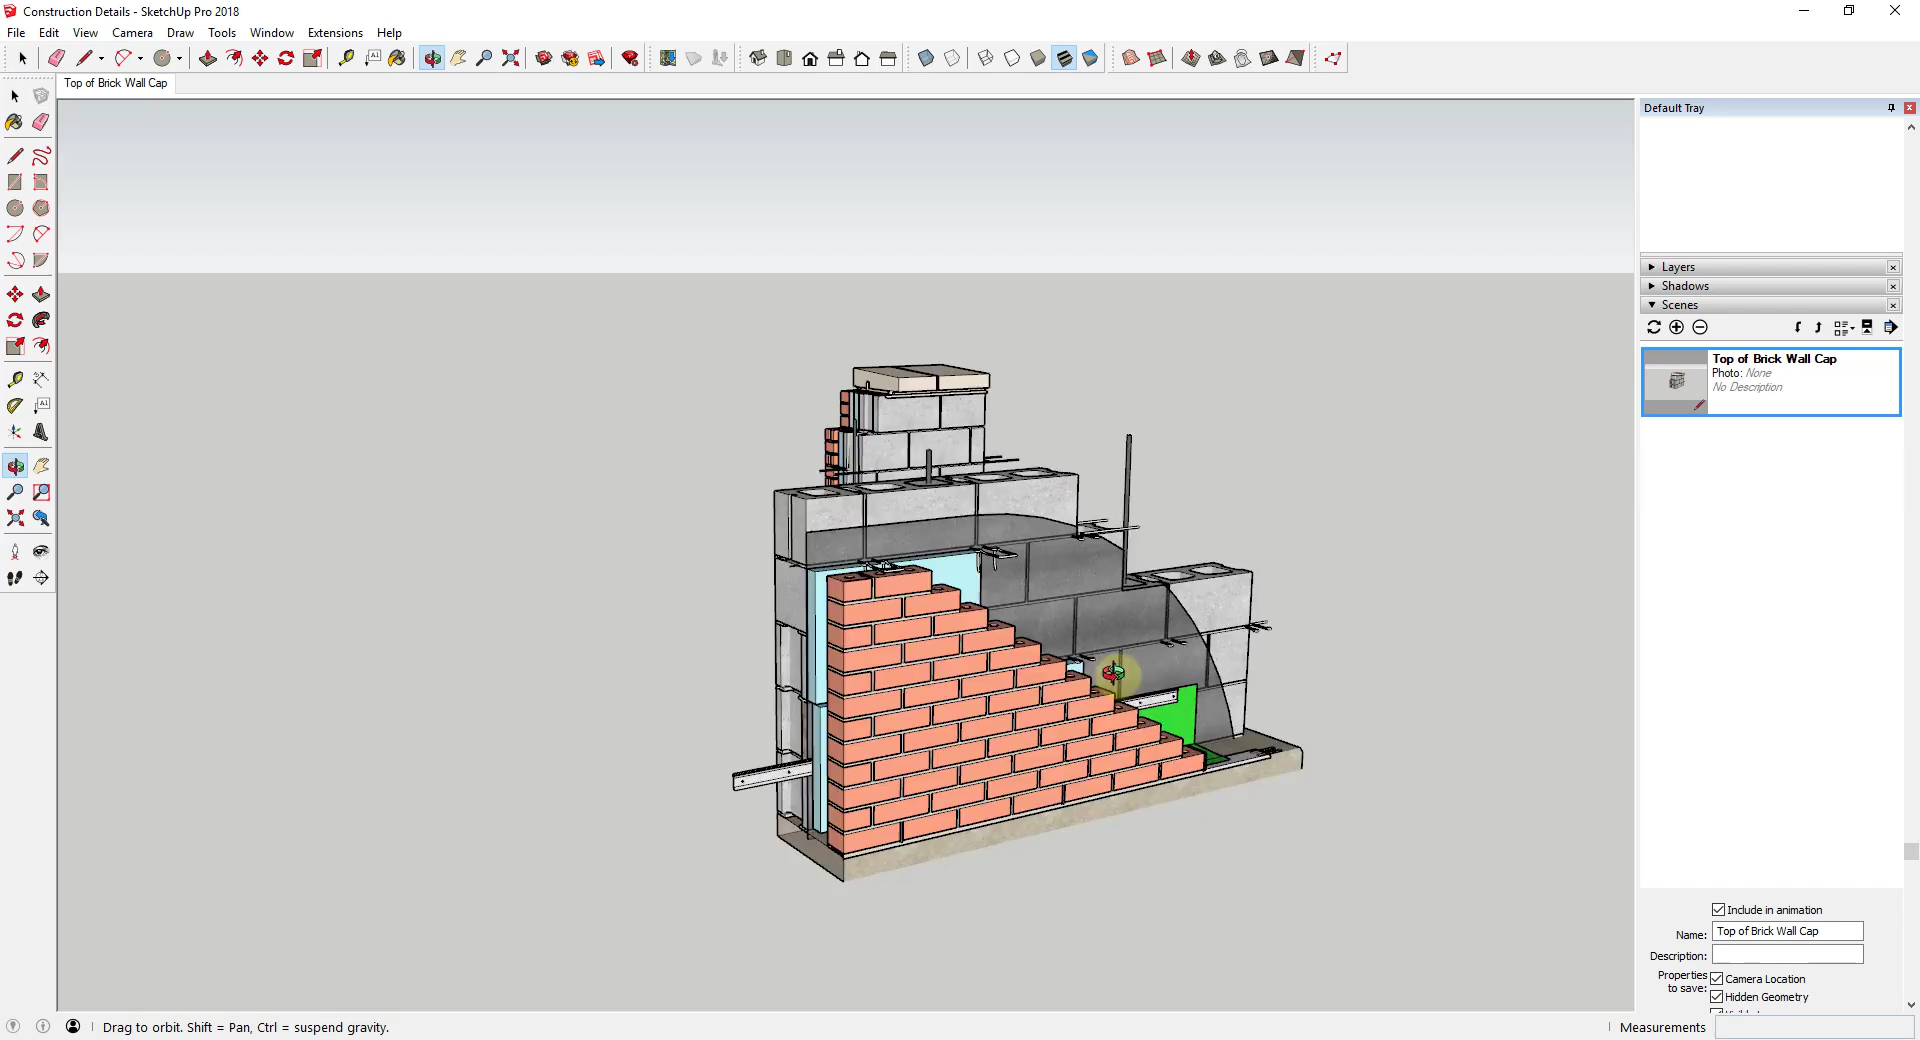 Construction Details - SketchUp Pro 2018
File Edit View Camera Draw Tools Window Extensions Help
Top of Brick Wall Cap
Default Tray
Layers
Shadows
Scenes
Top of Brick Wall Cap
Photo: None
No Description
Include in animation
Name: Top of Brick Wall Cap
Description:
Properties to save:
Camera Location
Hidden Geometry
Drag to orbit. Shift = Pan, Ctrl = suspend gravity.
Measurements